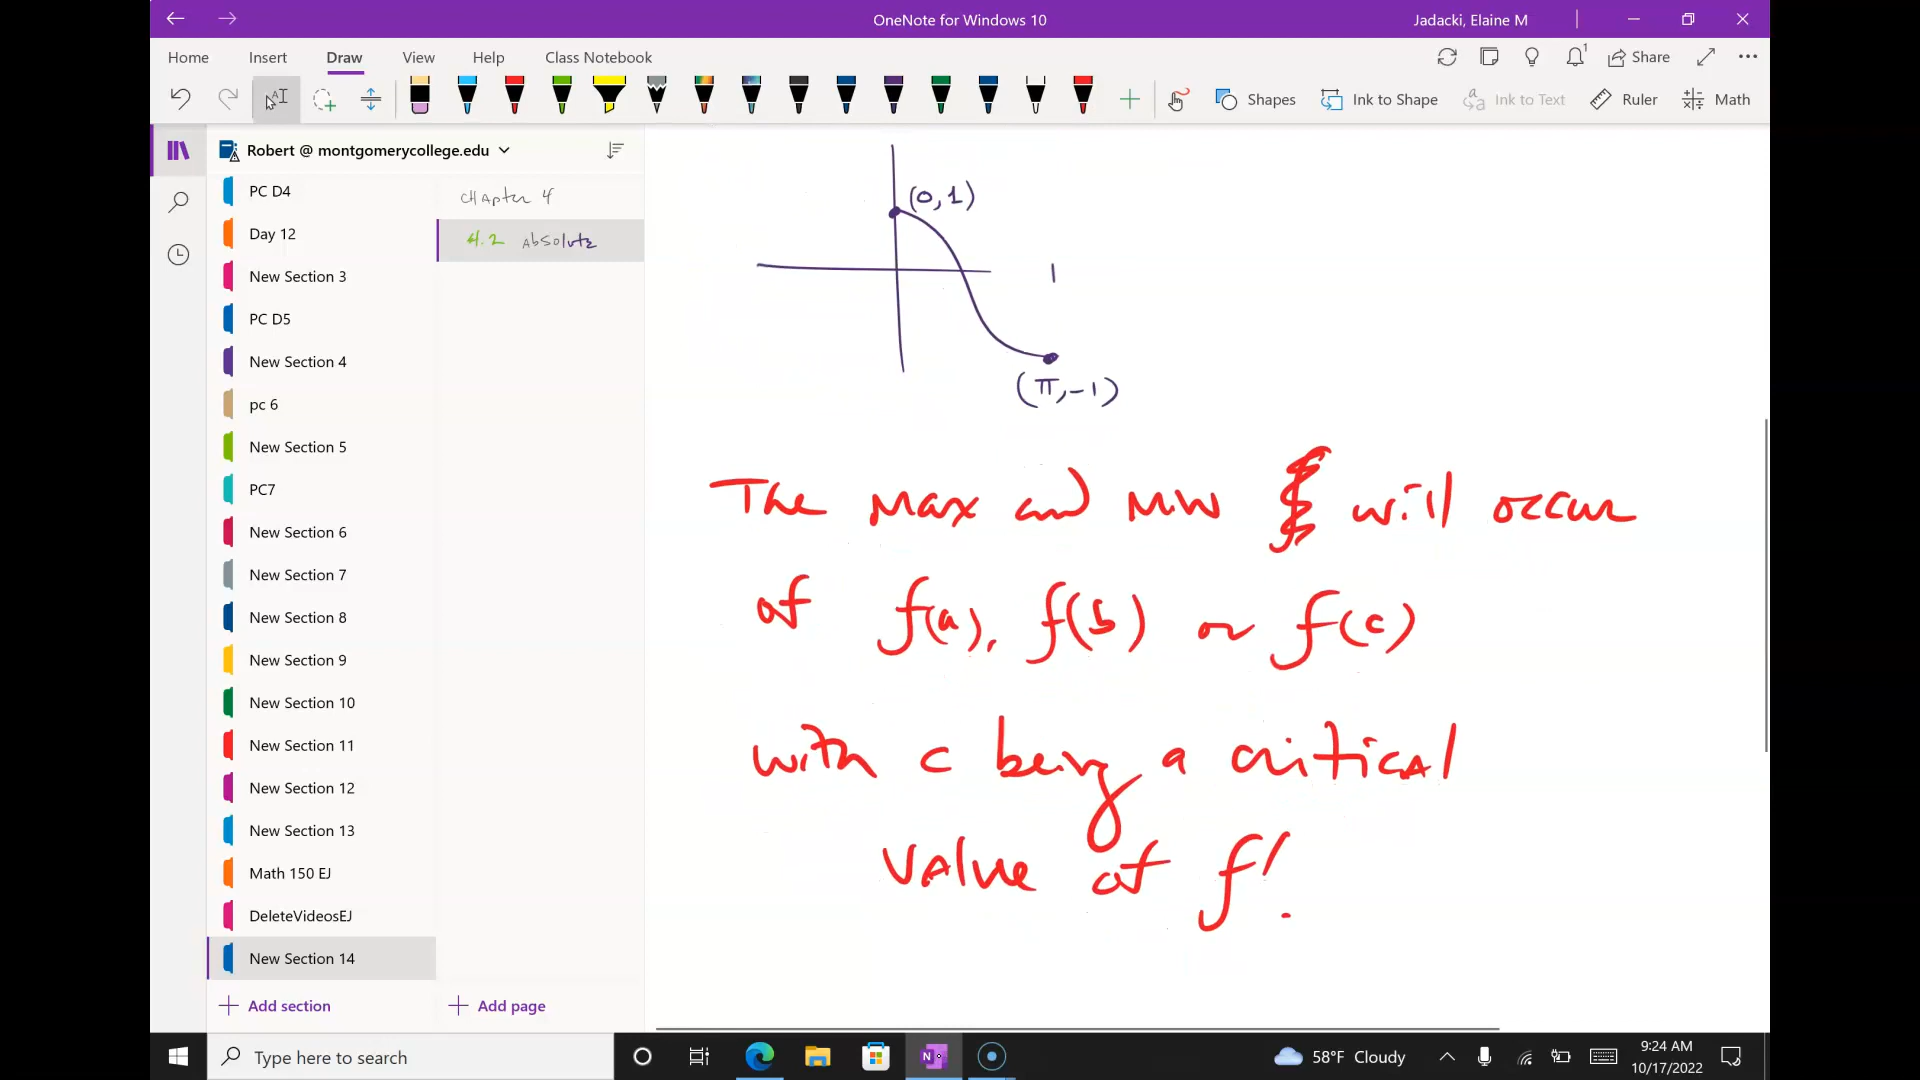 OneNote for Windows 10
Jadacki, Elaine M
Home Insert Draw View Help Class Notebook
1
Share
Shapes
Ink to Shape
Ink to Text
Ruler
Math
Robert @ montgomerycollege.edu
PC D4
Day 12
New Section 3
PC D5
New Section 4
pc 6
New Section 5
PC7
New Section 6
New Section 7
New Section 8
New Section 9
New Section 10
New Section 11
New Section 12
New Section 13
Math 150 EJ
DeleteVideosEJ
New Section 14
Add section
Chapter 4
4.2 Absolute
Add page
(0,1)
(π,-1)
The Max and Min will occur
of f(a), f(b) or f(c)
with c being a critical
value of f!
Type here to search
58°F Cloudy
9:24 AM
10/17/2022